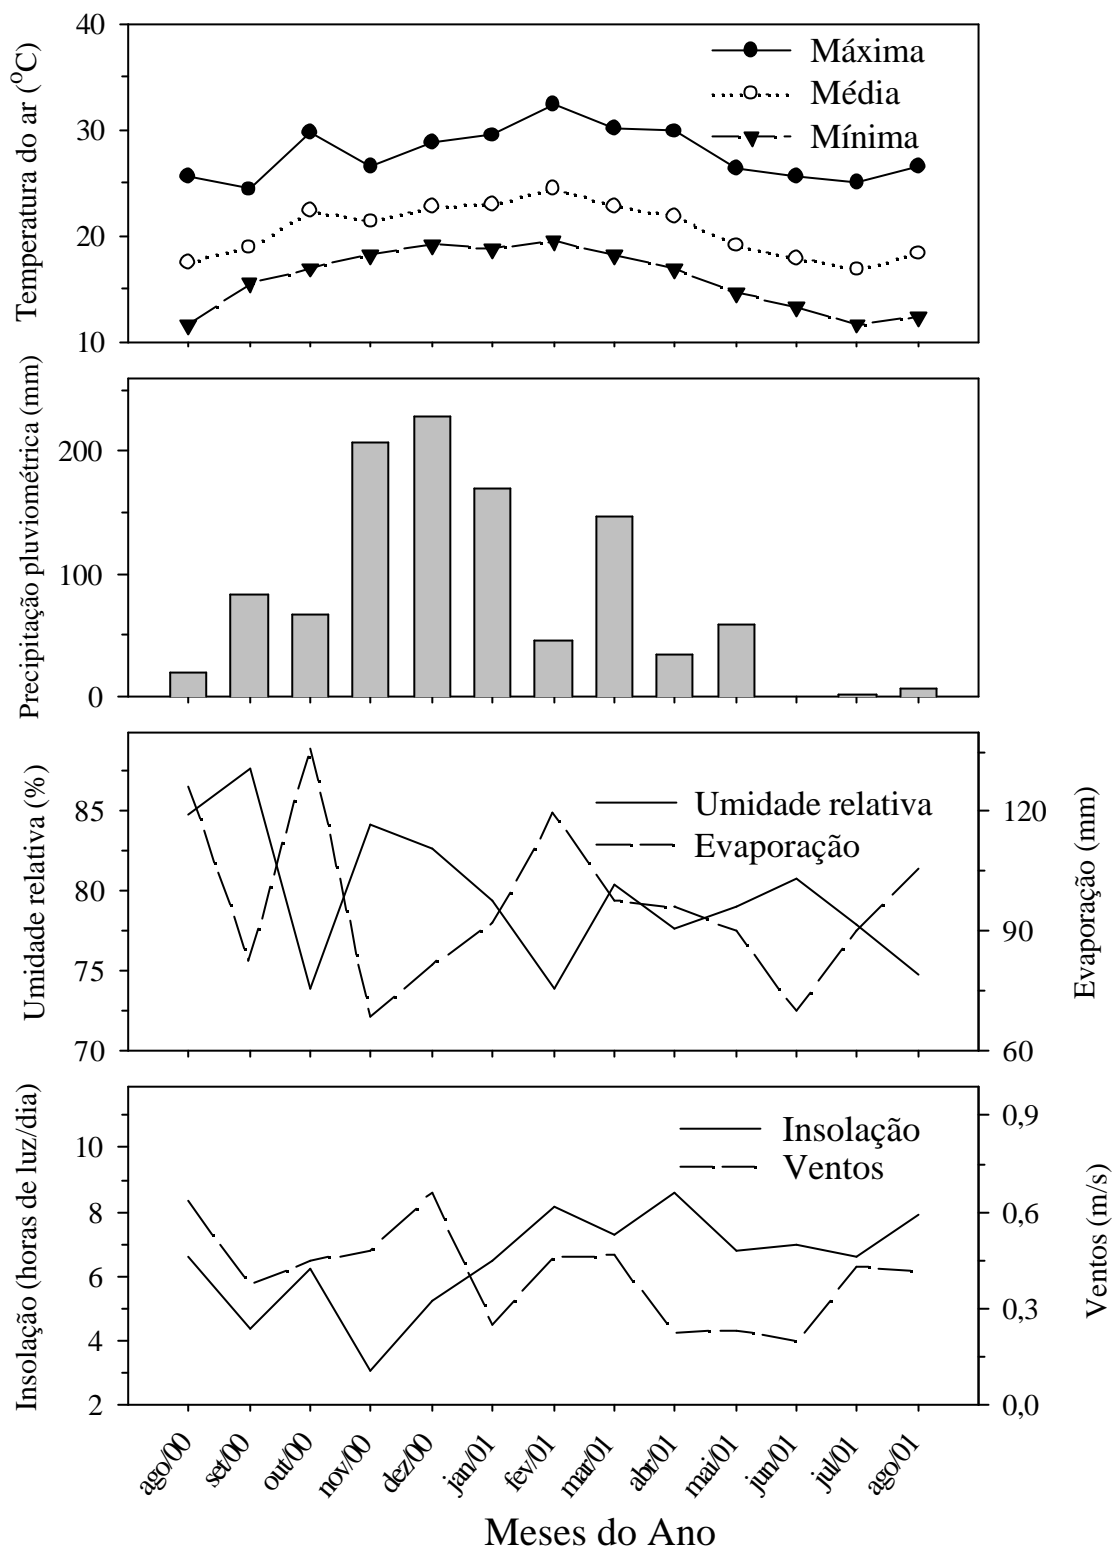 Temperatura do ar (°C)
40
30
20
10
Máxima
Média
Mínima
Precipitação pluviométrica (mm)
200
100
0
Umidade relativa (%)
85
80
75
70
Umidade relativa
Evaporação
120
90
60
Evaporação (mm)
Insolação (horas de luz/dia)
10
8
6
4
2
Insolação
Ventos
0,9
0,6
0,3
0,0
Ventos (m/s)
ago/00
set/00
out/00
nov/00
dez/00
jan/01
fev/01
mar/01
abr/01
mai/01
jun/01
jul/01
ago/01
Meses do Ano